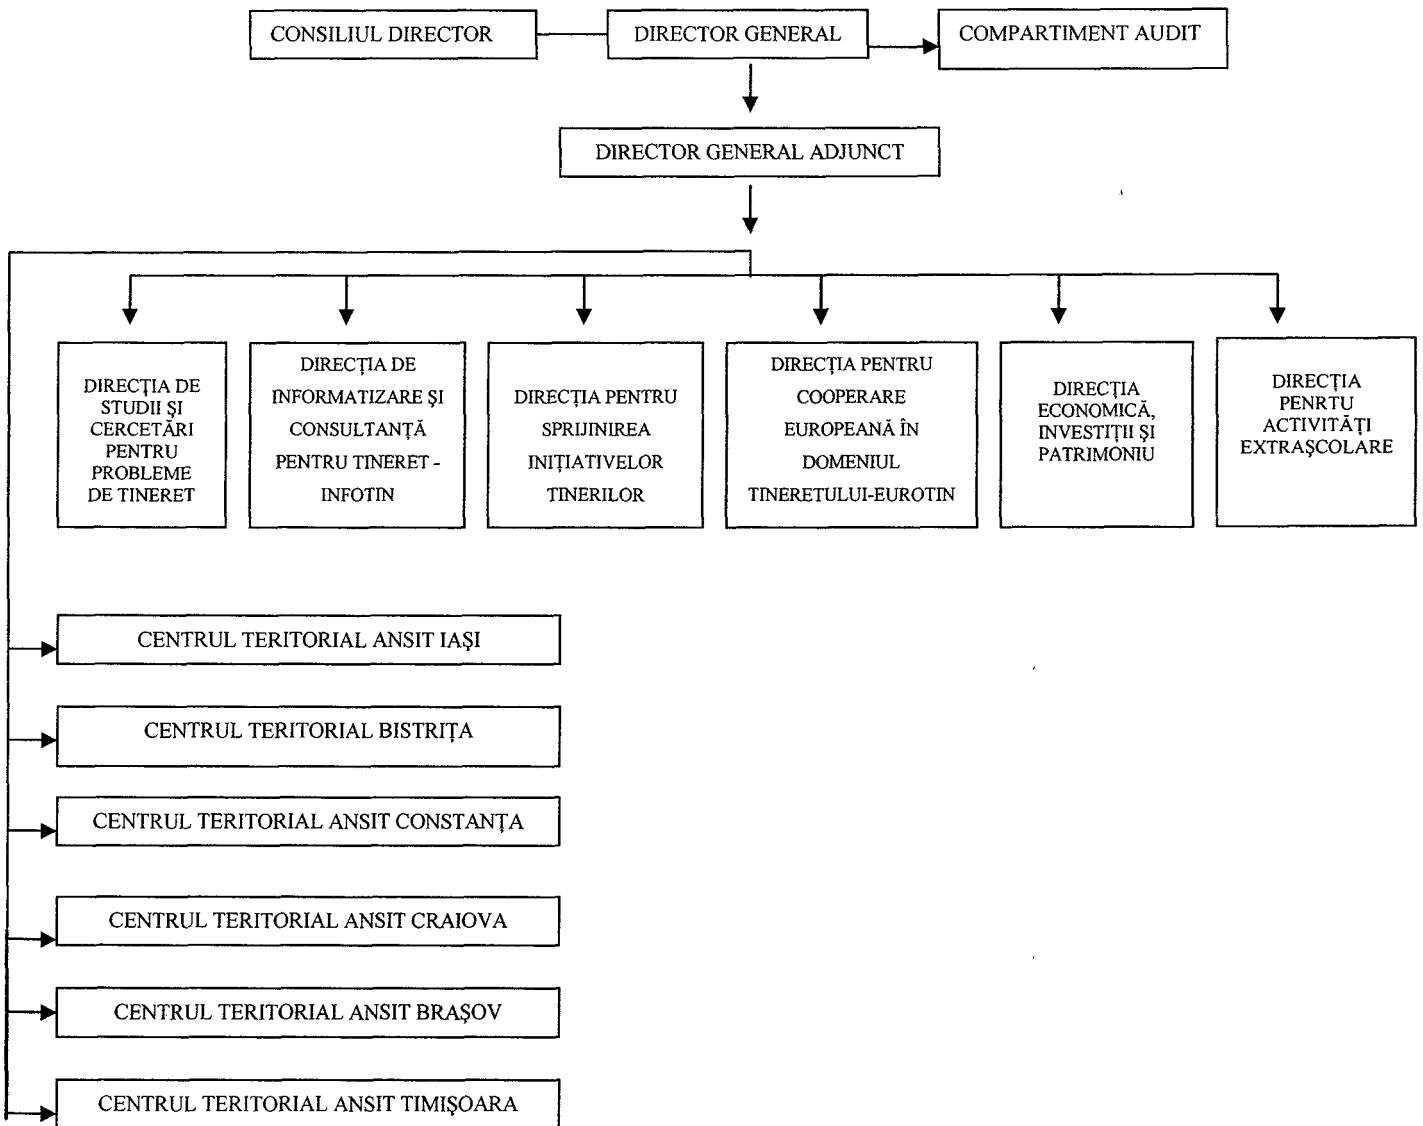 CONSILIUL DIRECTOR
DIRECTOR GENERAL
COMPARTIMENT AUDIT
DIRECTOR GENERAL ADJUNCT
DIRECŢIA DE
STUDII ŞI
CERCETĂRI
PENTRU
PROBLEME
DE TINERET
DIRECŢIA DE
INFORMATIZARE ŞI
CONSULTANŢĂ
PENTRU TINERET -
INFOTIN
DIRECŢIA PENTRU
SPRIJINIREA
INIŢIATIVELOR
TINERILOR
DIRECŢIA PENTRU
COOPERARE
EUROPEANĂ ÎN
DOMENIUL
TINERETULUI-EUROTIN
DIRECŢIA
ECONOMICĂ,
INVESTIŢII ŞI
PATRIMONIU
DIRECŢIA
PENRTU
ACTIVITĂŢI
EXTRAŞCOLARE
CENTRUL TERITORIAL ANSIT IAŞI
CENTRUL TERITORIAL BISTRIŢA
CENTRUL TERITORIAL ANSIT CONSTANŢA
CENTRUL TERITORIAL ANSIT CRAIOVA
CENTRUL TERITORIAL ANSIT BRAŞOV
CENTRUL TERITORIAL ANSIT TIMIŞOARA